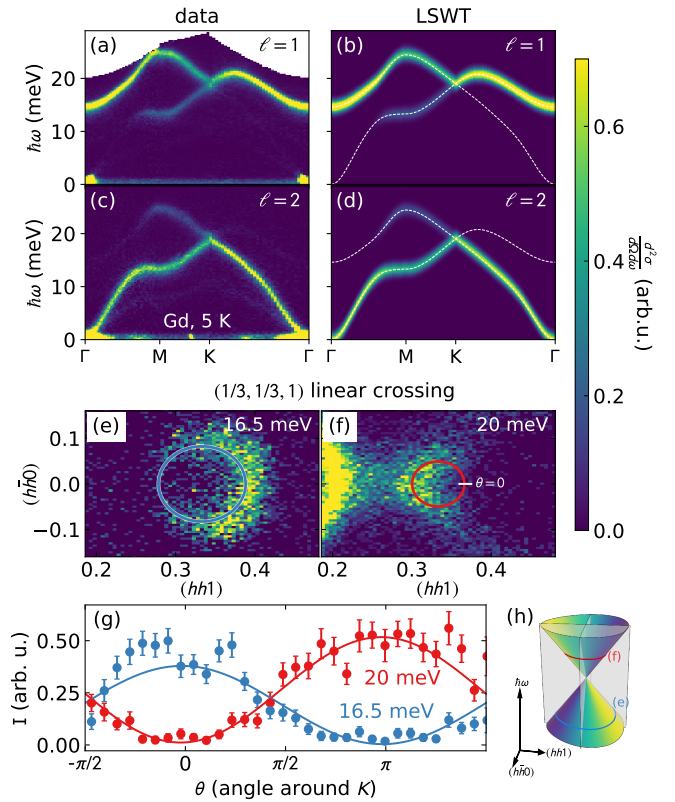 data
LSWT
(a)
ℓ = 1
(b)
ℓ = 1
ħω (meV)
20
10
0
(c)
ℓ = 2
(d)
ℓ = 2
ħω (meV)
20
10
0
Gd, 5 K
Γ M K Γ
Γ M K Γ
0.6
0.4
0.2
0.0
d²σ/dΩdω (arb.u.)
(1/3, 1/3, 1) linear crossing
(e)
16.5 meV
(f)
20 meV
θ=0
(hh̄0)
0.1
0.0
−0.1
0.2 0.3 0.4
0.2 0.3 0.4
(hh1)
(hh1)
(g)
I (arb. u.)
0.50
0.25
0.00
20 meV
16.5 meV
-π/2 0 π/2 π
θ (angle around K)
(h)
(f)
(e)
ħω
(hh1)
(hh̄0)